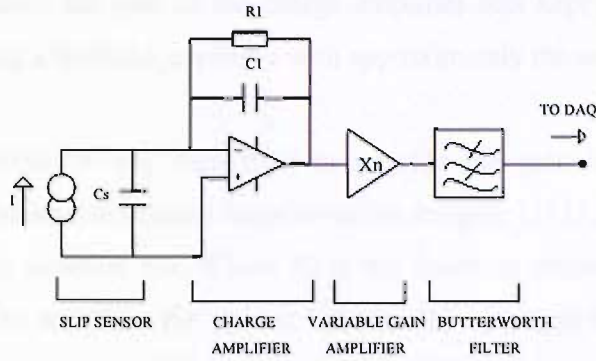 R1
C1
TO DAQ
I
Cs
-
+
Xn
SLIP SENSOR
CHARGE AMPLIFIER
VARIABLE GAIN AMPLIFIER
BUTTERWORTH FILTER